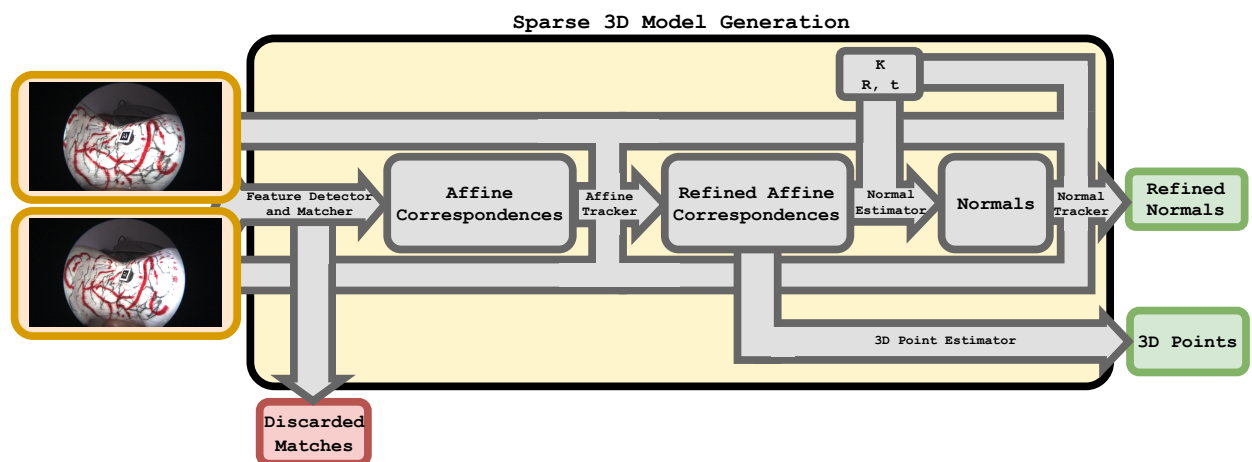 Sparse 3D Model Generation
K
R, t
Feature Detector
and Matcher
Affine
Correspondences
Affine
Tracker
Refined Affine
Correspondences
Normal
Estimator
Normals
Normal
Tracker
Refined
Normals
3D Point Estimator
3D Points
Discarded
Matches